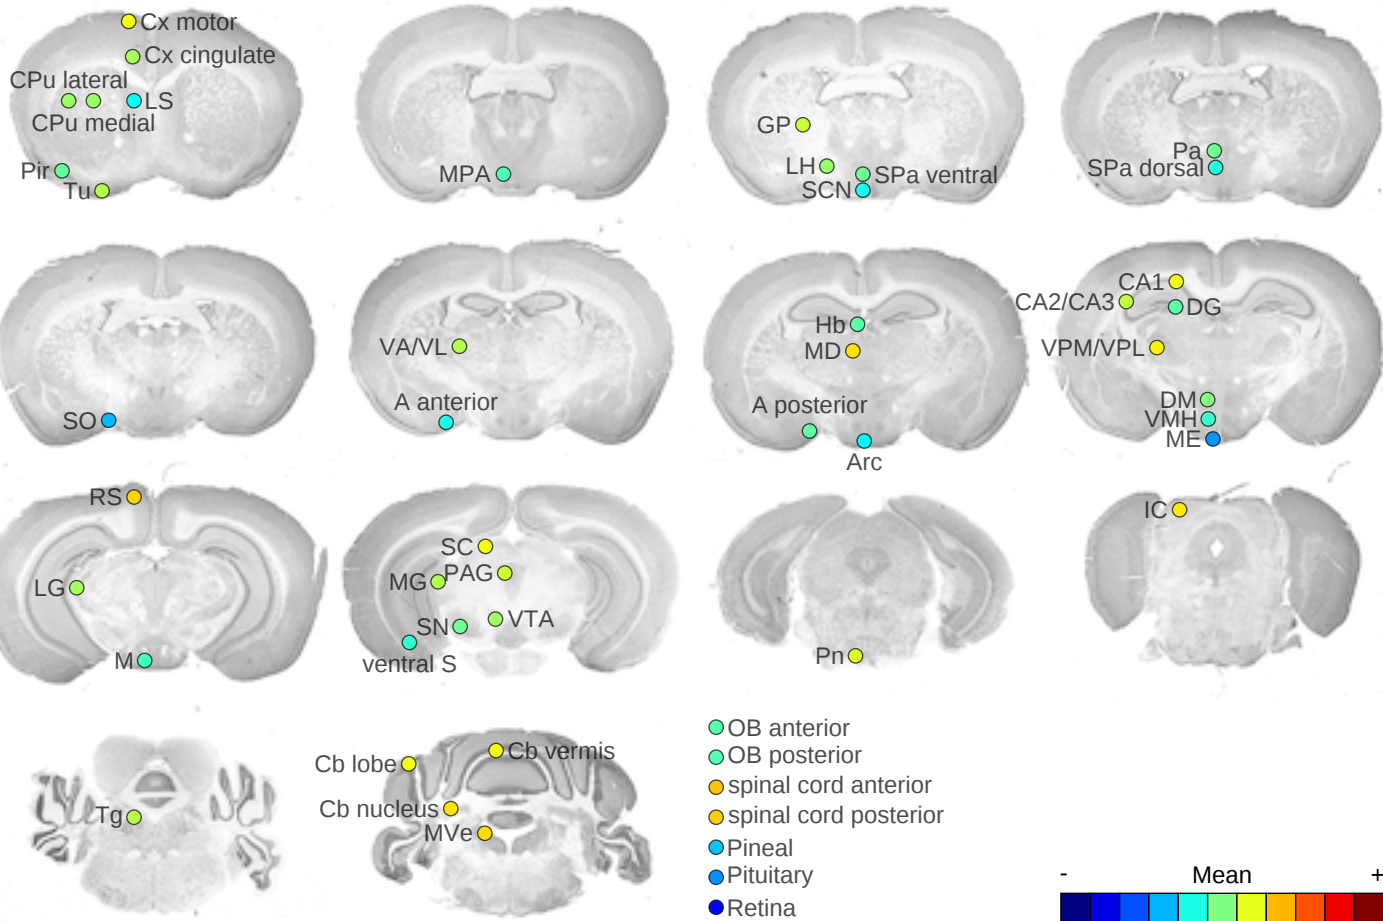 Cx motor
Cx cingulate
CPu lateral
LS
CPu medial
Pir
Tu
MPA
GP
LH
SPa ventral
SCN
Pa
SPa dorsal
SO
VA/VL
A anterior
Hb
MD
A posterior
Arc
CA1
CA2/CA3
DG
VPM/VPL
DM
VMH
ME
RS
LG
M
SC
PAG
MG
VTA
SN
ventral S
Pn
IC
Tg
Cb vermis
Cb lobe
Cb nucleus
MVe
OB anterior
OB posterior
spinal cord anterior
spinal cord posterior
Pineal
Pituitary
Retina
- Mean +